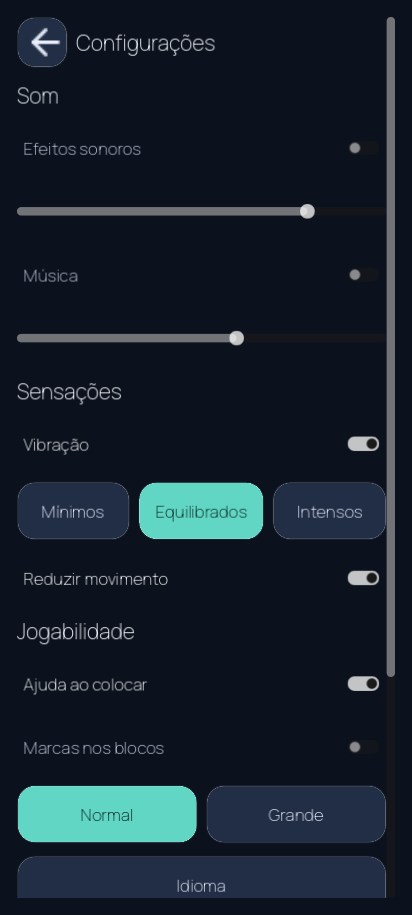 Configurações
Som
Efeitos sonoros
Música
Sensações
Vibração
Mínimos
Equilibrados
Intensos
Reduzir movimento
Jogabilidade
Ajuda ao colocar
Marcas nos blocos
Normal
Grande
Idioma